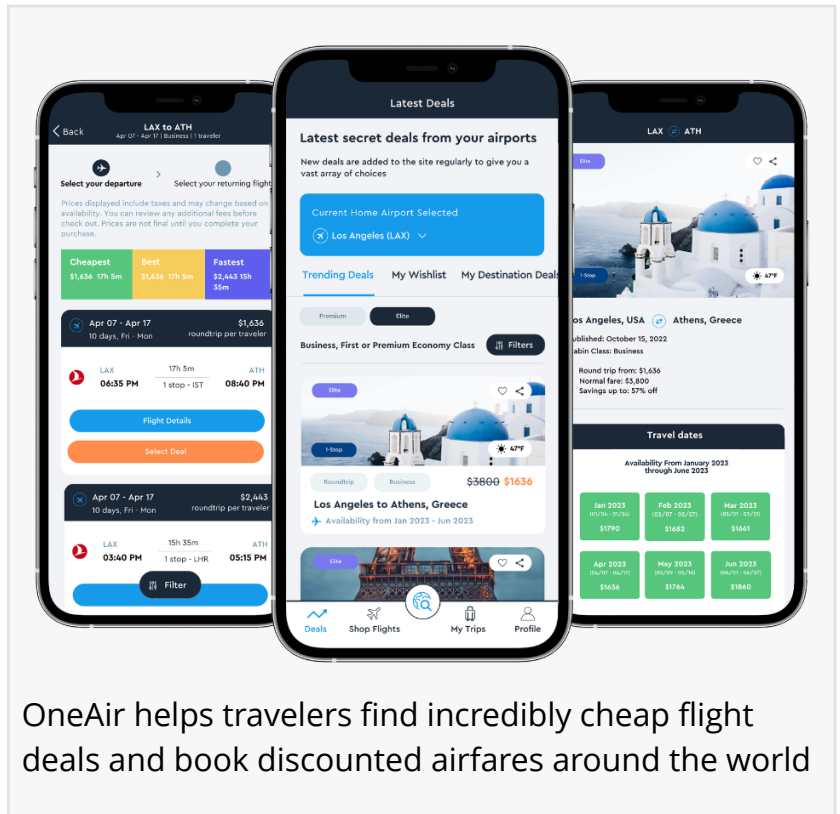 Back
LAX to ATH
Apr 07 - Apr 17 | Business | 1 traveler
Select your departure
Select your returning flight
Prices displayed include taxes and may change based on
availability. You can review any additional fees before
check out. Prices are not final until you complete your
purchase.
Cheapest
$1,636 17h 5m
Best
$1,636 17h 5m
Fastest
$2,443 15h
35m
Apr 07 - Apr 17
$1,636
10 days, Fri - Mon
roundtrip per traveler
LAX
17h 5m
ATH
06:35 PM
1 stop - IST
08:40 PM
Flight Details
Select Deal
Apr 07 - Apr 17
$2,443
10 days, Fri - Mon
roundtrip per traveler
LAX
15h 35m
ATH
03:40 PM
1 stop - LHR
05:15 PM
Filter
Latest Deals
Latest secret deals from your airports
New deals are added to the site regularly to give you a
vast array of choices
Current Home Airport Selected
Los Angeles (LAX)
Trending Deals
My Wishlist
My Destination Deals
Premium
Elite
Business, First or Premium Economy Class
Filters
Elite
1-Stop
47°F
Roundtrip
Business
$3800 $1636
Los Angeles to Athens, Greece
Availability from Jan 2023 - Jun 2023
Elite
Deals
Shop Flights
My Trips
Profile
LAX ATH
Elite
1-Stop
47°F
os Angeles, USA
Athens, Greece
ublished: October 15, 2022
abin Class: Business
Round trip from: $1,636
Normal fare: $3,800
Savings up to: 57% off
Travel dates
Availability From January 2023
through June 2023
Jan 2023
$1790
Feb 2023
(02/07 - 02/27)
$1682
Mar 2023
$1661
Apr 2023
(04/07 - 04/17)
$1636
May 2023
$1764
Jun 2023
$1860
OneAir helps travelers find incredibly cheap flight
deals and book discounted airfares around the world